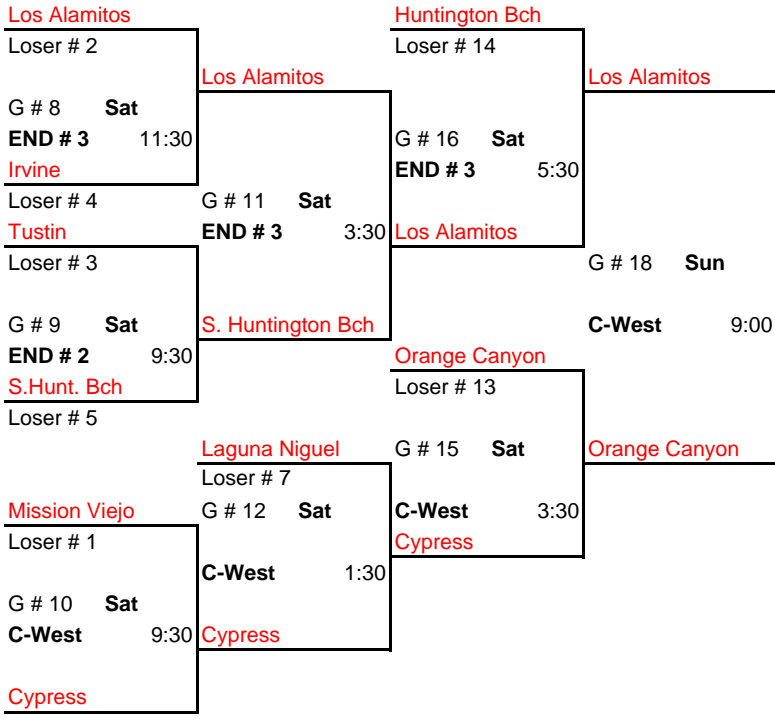 Los Alamitos
Loser # 2
G # 8 Sat
END # 3 11:30
Irvine
Loser # 4
Tustin
Loser # 3
G # 9 Sat
END # 2 9:30
S.Hunt. Bch
Loser # 5
Mission Viejo
Loser # 1
G # 10 Sat
C-West 9:30
Cypress
Los Alamitos
G # 11 Sat
END # 3 3:30
S. Huntington Bch
Laguna Niguel
Loser # 7
G # 12 Sat
C-West 1:30
Cypress
Huntington Bch
Loser # 14
G # 16 Sat
END # 3 5:30
Los Alamitos
Orange Canyon
Loser # 13
G # 15 Sat
C-West 3:30
Cypress
Los Alamitos
G # 18 Sun
C-West 9:00
Orange Canyon